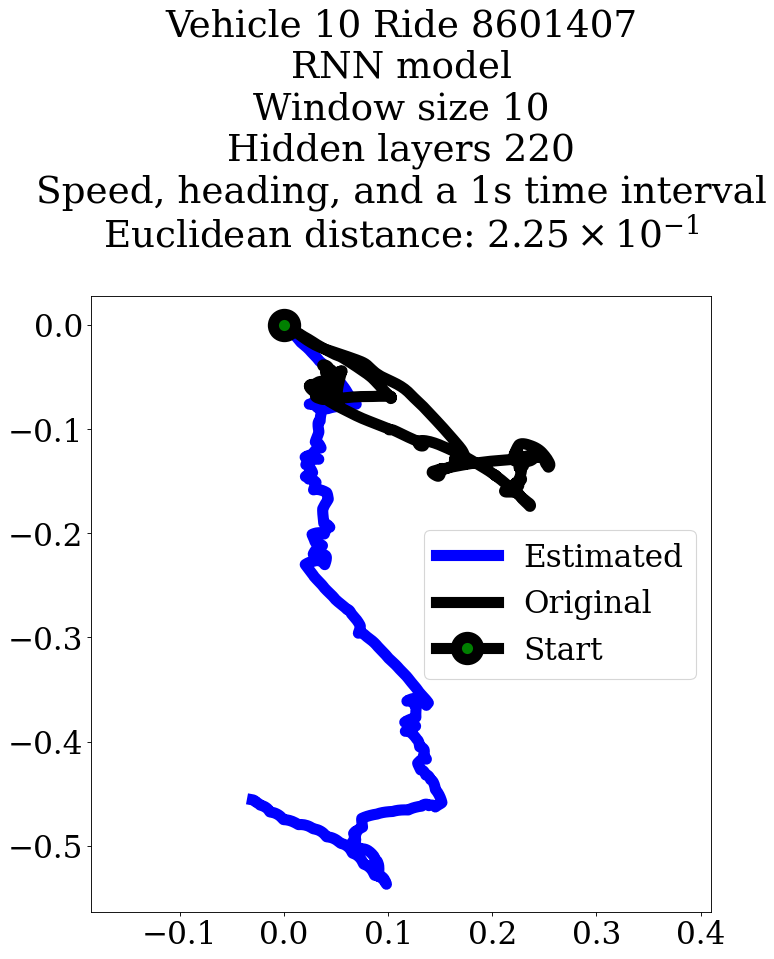 Vehicle 10 Ride 8601407
RNN model
Window size 10
Hidden layers 220
Speed, heading, and a 1s time interval
Euclidean distance: 2.25 × 10⁻¹
0.0
−0.1
−0.2
−0.3
−0.4
−0.5
Estimated
Original
Start
−0.1 0.0 0.1 0.2 0.3 0.4